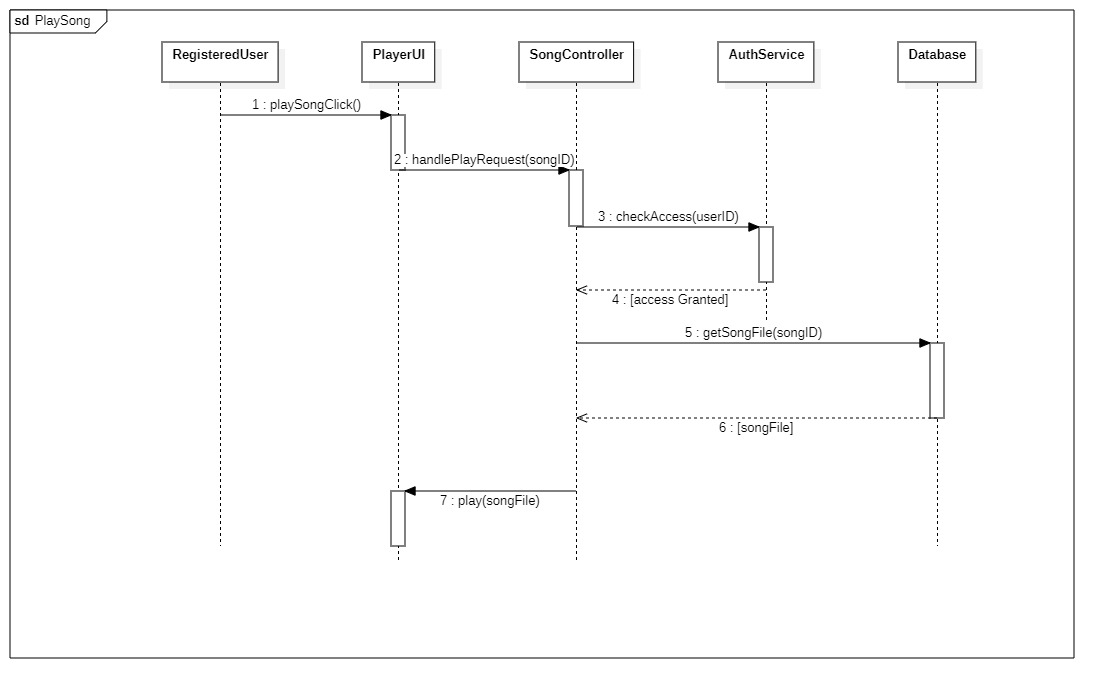 sd PlaySong
RegisteredUser
PlayerUI
SongController
AuthService
Database
1 : playSongClick()
2 : handlePlayRequest(songID)
3 : checkAccess(userID)
4 : [access Granted]
5 : getSongFile(songID)
6 : [songFile]
7 : play(songFile)